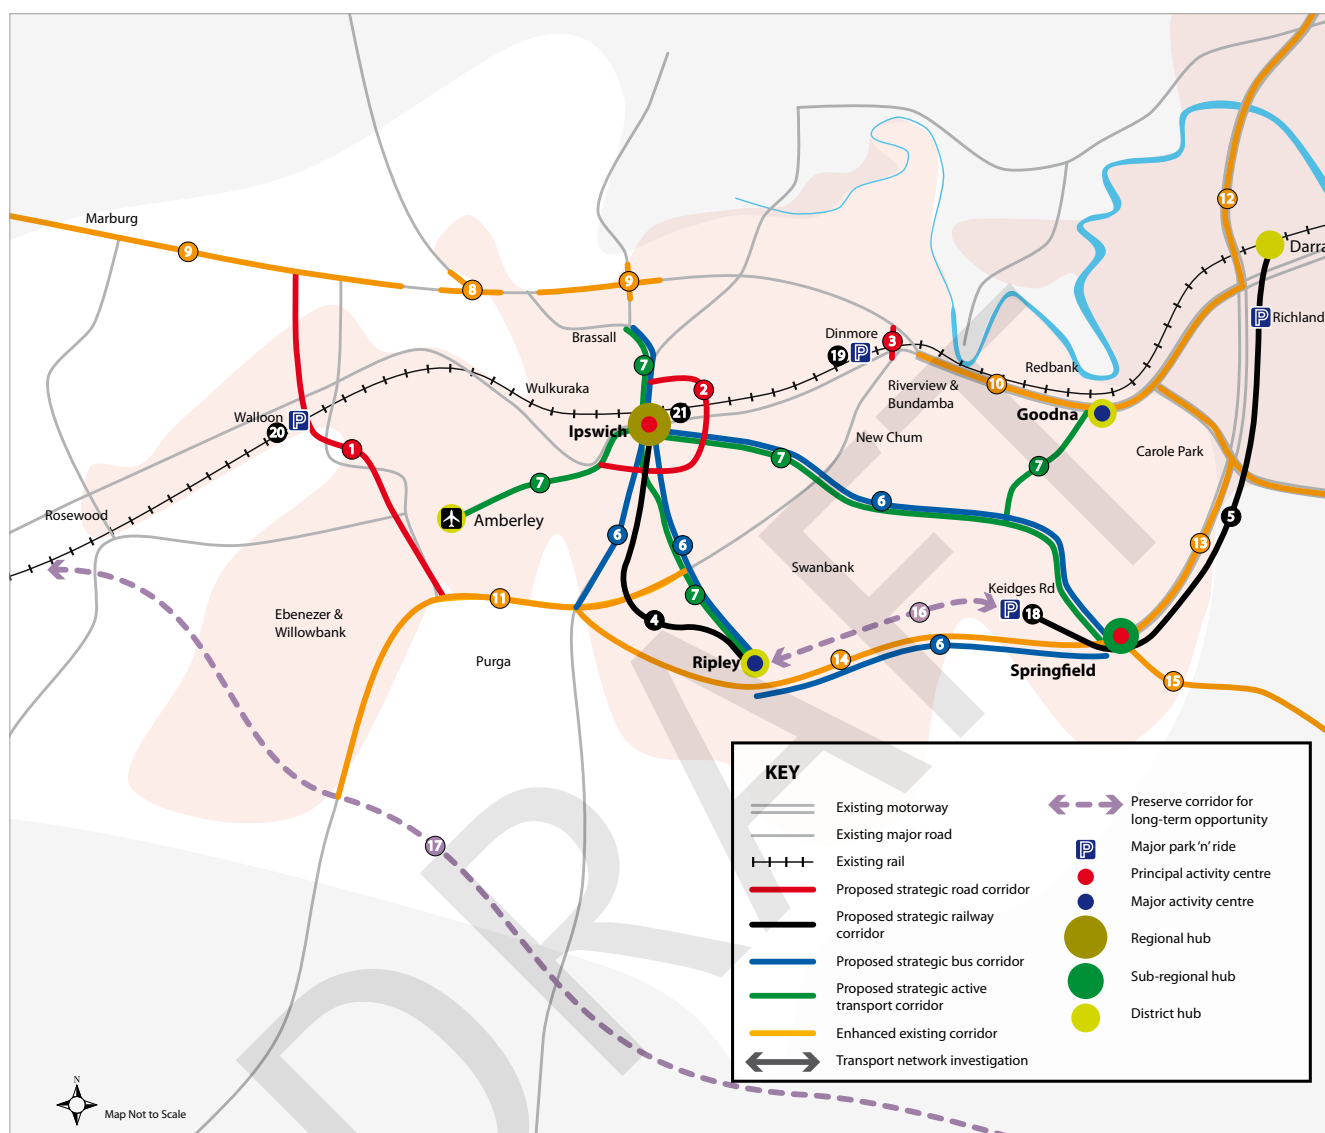 12
Marburg
9
Darra
9
8
Richland
Dinmore
3
Brassall
19
7
Redbank
10
Wulkuraka
2
Riverview &
Bundamba
21
Goodna
Walloon
20
Ipswich
New Chum
1
Carole Park
7
7
7
6
Rosewood
Amberley
5
6
6
13
Swanbank
Keidges Rd
7
11
16
18
Ebenezer &
Willowbank
4
6
Purga
Ripley
14
Springfield
15
KEY
Existing motorway
Existing major road
Existing rail
Proposed strategic road corridor
Proposed strategic railway
corridor
Proposed strategic bus corridor
Proposed strategic active
transport corridor
Enhanced existing corridor
Transport network investigation
Preserve corridor for
long-term opportunity
P Major park 'n' ride
Principal activity centre
Major activity centre
Regional hub
Sub-regional hub
District hub
17
N
Map Not to Scale
DRAFT